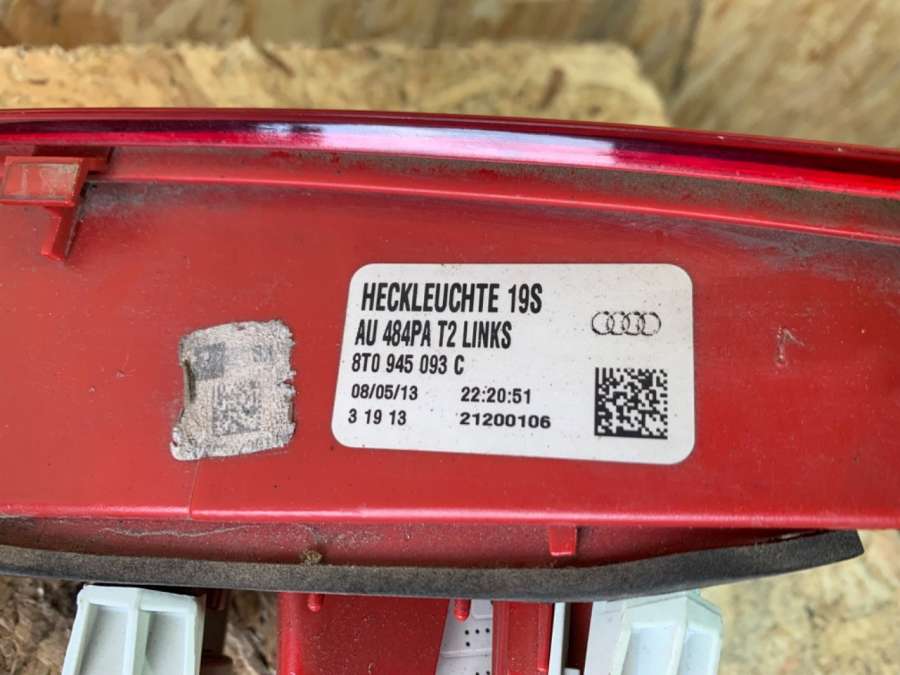 HECKLEUCHTE 19S
AU 484PA T2 LINKS
8T0 945 093 C
08/05/13 22:20:51
3 19 13 21200106